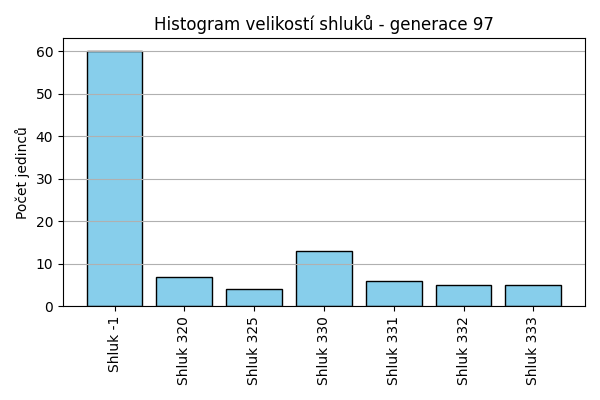 Histogram velikostí shluků - generace 97
Počet jedinců
60
50
40
30
20
10
0
Shluk -1
Shluk 320
Shluk 325
Shluk 330
Shluk 331
Shluk 332
Shluk 333